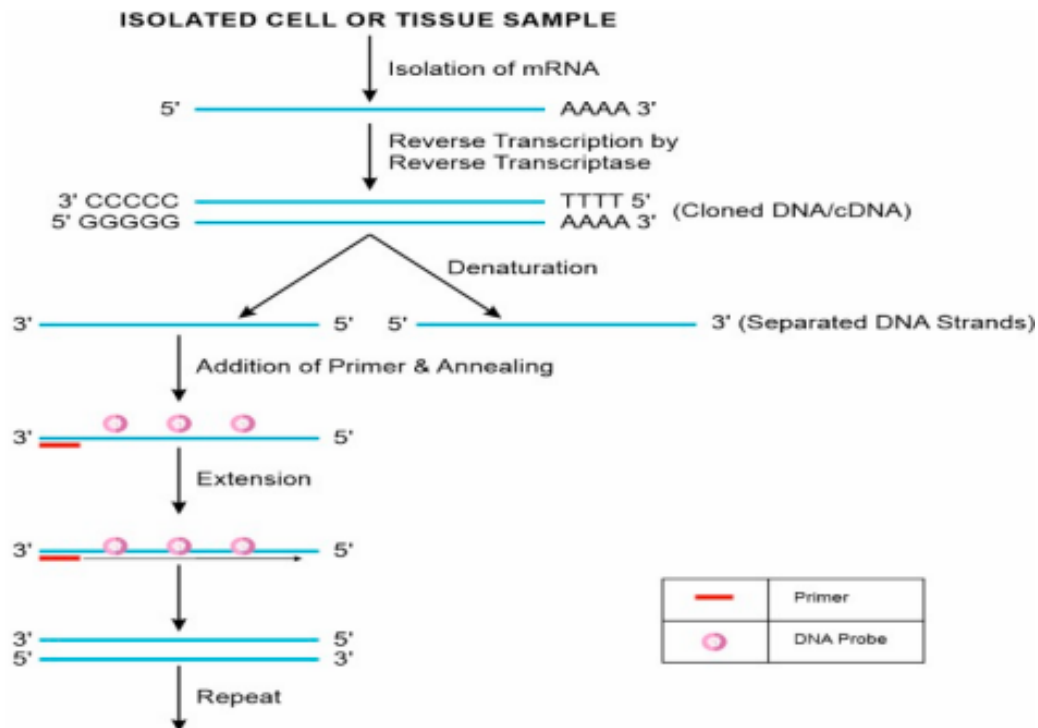 ISOLATED CELL OR TISSUE SAMPLE
Isolation of mRNA
5' AAAA 3'
Reverse Transcription by
Reverse Transcriptase
3' CCCCC TTTT 5'
5' GGGGG AAAA 3'
(Cloned DNA/cDNA)
Denaturation
3' 5' 5' 3' (Separated DNA Strands)
Addition of Primer & Annealing
3' 5'
Extension
3' 5'
Primer
DNA Probe
3' 5'
5' 3'
Repeat